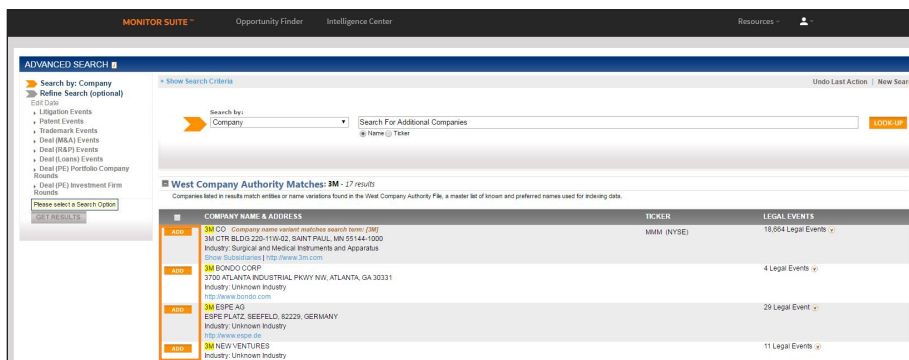 MONITOR SUITE™ Opportunity Finder Intelligence Center Resources
ADVANCED SEARCH
Search by: Company
Refine Search (optional)
Edit Date
Litigation Events
Patent Events
Trademark Events
Deal (M&A) Events
Deal (R&P) Events
Deal (Loans) Events
Deal (PE) Portfolio Company
Rounds
Deal (PE) Investment Firm
Rounds
Please select a Search Option
GET RESULTS
+ Show Search Criteria Undo Last Action | New Sear
Search by:
Company Search For Additional Companies LOOK-UP
Name Ticker
West Company Authority Matches: 3M - 17 results
Companies listed in results match entities or name variations found in the West Company Authority File, a master list of known and preferred names used for indexing data.
COMPANY NAME & ADDRESS TICKER LEGAL EVENTS
ADD 3M CO Company name variant matches search term: [3M] MMM (NYSE) 18,664 Legal Events
3M CTR BLDG 220-11W-02, SAINT PAUL, MN 55144-1000
Industry: Surgical and Medical Instruments and Apparatus
Show Subsidiaries | http://www.3m.com
ADD 3M BONDO CORP 4 Legal Events
3700 ATLANTA INDUSTRIAL PKWY NW, ATLANTA, GA 30331
Industry: Unknown Industry
http://www.bondo.com
ADD 3M ESPE AG 29 Legal Event
ESPE PLATZ, SEEFELD, 82229, GERMANY
Industry: Unknown Industry
http://www.espe.de
ADD 3M NEW VENTURES 11 Legal Events
Industry: Unknown Industry